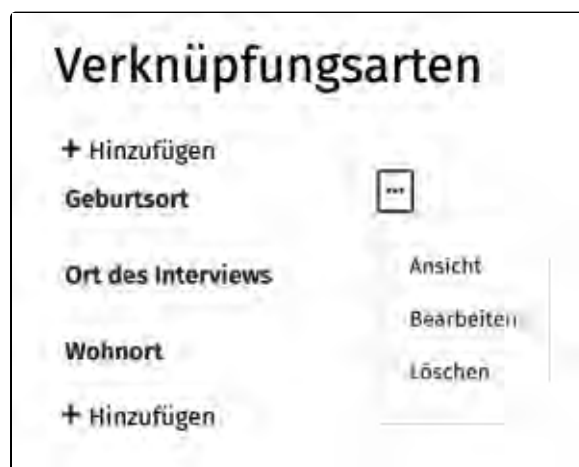 Verknüpfungsarten
+ Hinzufügen
Geburtsort
...
Ort des Interviews
Ansicht
Bearbeiten
Wohnort
Löschen
+ Hinzufügen